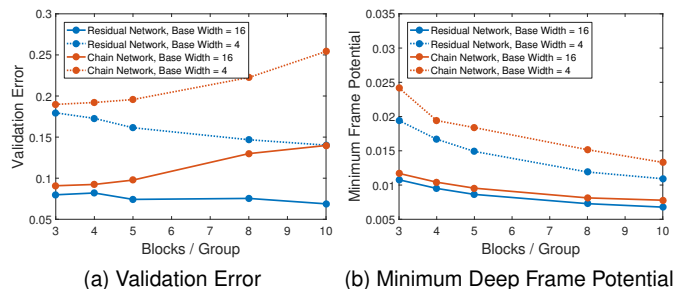 0.3
0.25
0.2
0.15
0.1
0.05
Validation Error
Residual Network, Base Width = 16
Residual Network, Base Width = 4
Chain Network, Base Width = 16
Chain Network, Base Width = 4
3 4 5 6 7 8 9 10
Blocks / Group
(a) Validation Error
0.035
0.03
0.025
0.02
0.015
0.01
0.005
Minimum Frame Potential
Residual Network, Base Width = 16
Residual Network, Base Width = 4
Chain Network, Base Width = 16
Chain Network, Base Width = 4
3 4 5 6 7 8 9 10
Blocks / Group
(b) Minimum Deep Frame Potential